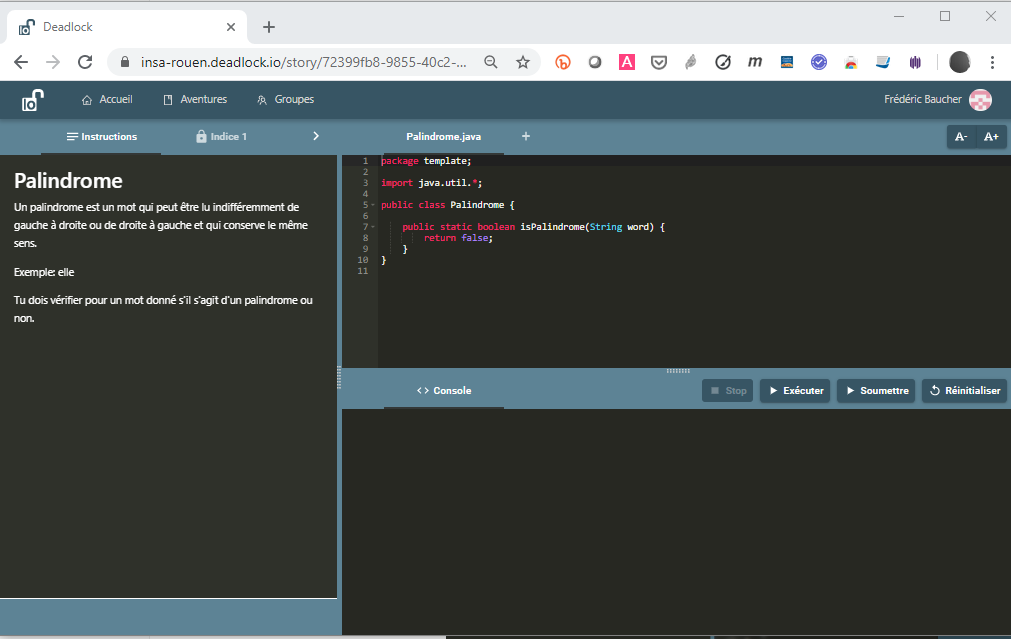 Deadlock
insa-rouen.deadlock.io/story/72399fb8-9855-40c2-...
Accueil
Aventures
Groupes
Frédéric Baucher
Instructions
Indice 1
Palindrome.java
+
A-
A+
Palindrome
Un palindrome est un mot qui peut être lu indifféremment de
gauche à droite ou de droite à gauche et qui conserve le même
sens.
Exemple: elle
Tu dois vérifier pour un mot donné s'il s'agit d'un palindrome ou
non.
1 package template;
2
3 import java.util.*;
4
5 public class Palindrome {
6
7 public static boolean isPalindrome(String word) {
8 return false;
9 }
10 }
11
<> Console
Stop
Exécuter
Soumettre
Réinitialiser